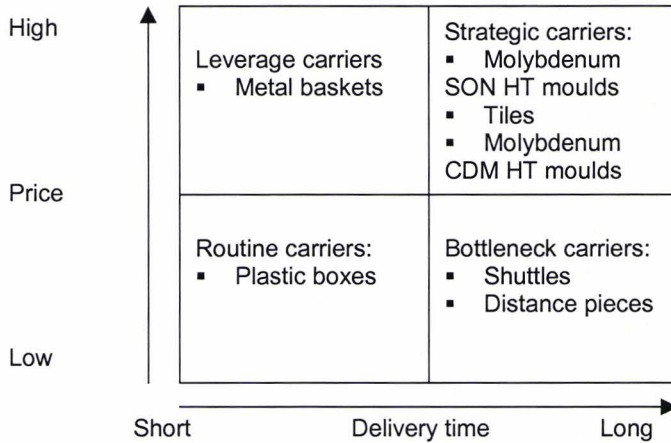 High
Price
Low
Leverage carriers
▪ Metal baskets
Strategic carriers:
▪ Molybdenum
SON HT moulds
▪ Tiles
▪ Molybdenum
CDM HT moulds
Routine carriers:
▪ Plastic boxes
Bottleneck carriers:
▪ Shuttles
▪ Distance pieces
Short Delivery time Long